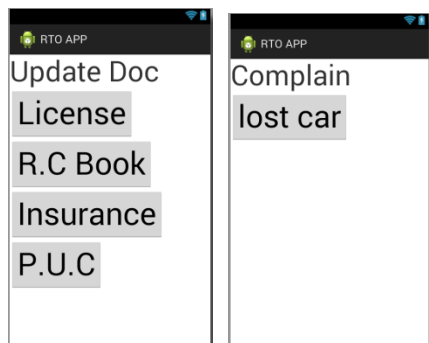 RTO APP
Update Doc
License
R.C Book
Insurance
P.U.C
RTO APP
Complain
lost car